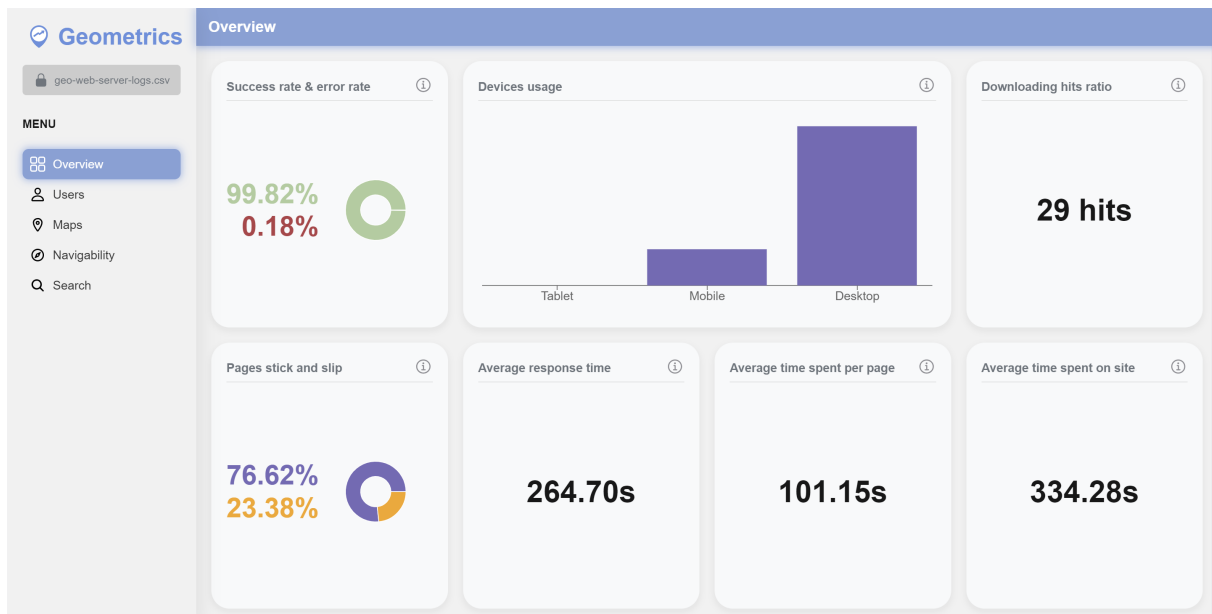 Geometrics
geo-web-server-logs.csv
MENU
Overview
Users
Maps
Navigability
Search
Overview
Success rate & error rate
99.82%
0.18%
Devices usage
Tablet
Mobile
Desktop
Downloading hits ratio
29 hits
Pages stick and slip
76.62%
23.38%
Average response time
264.70s
Average time spent per page
101.15s
Average time spent on site
334.28s